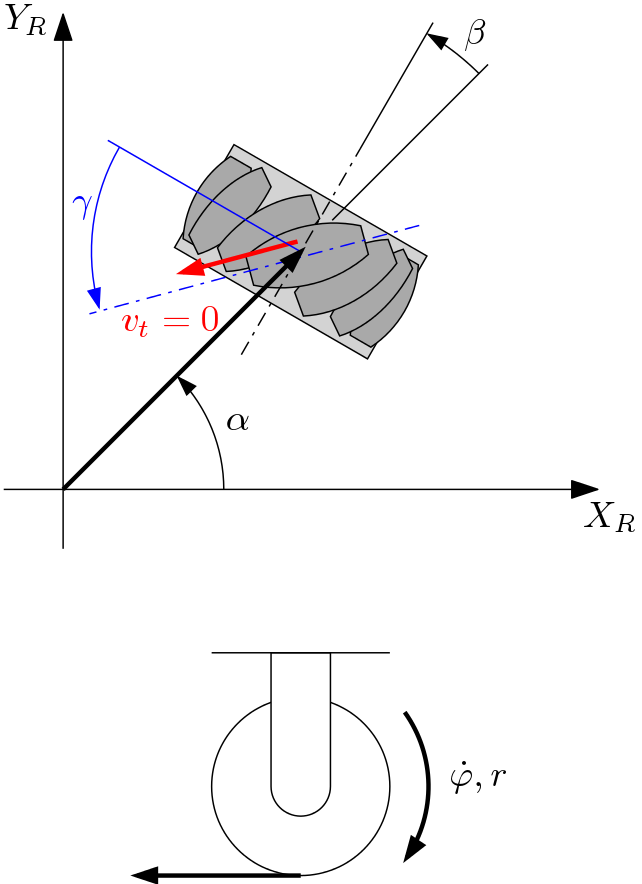 Y_R
β
γ
v_t = 0
α
X_R
φ̇, r